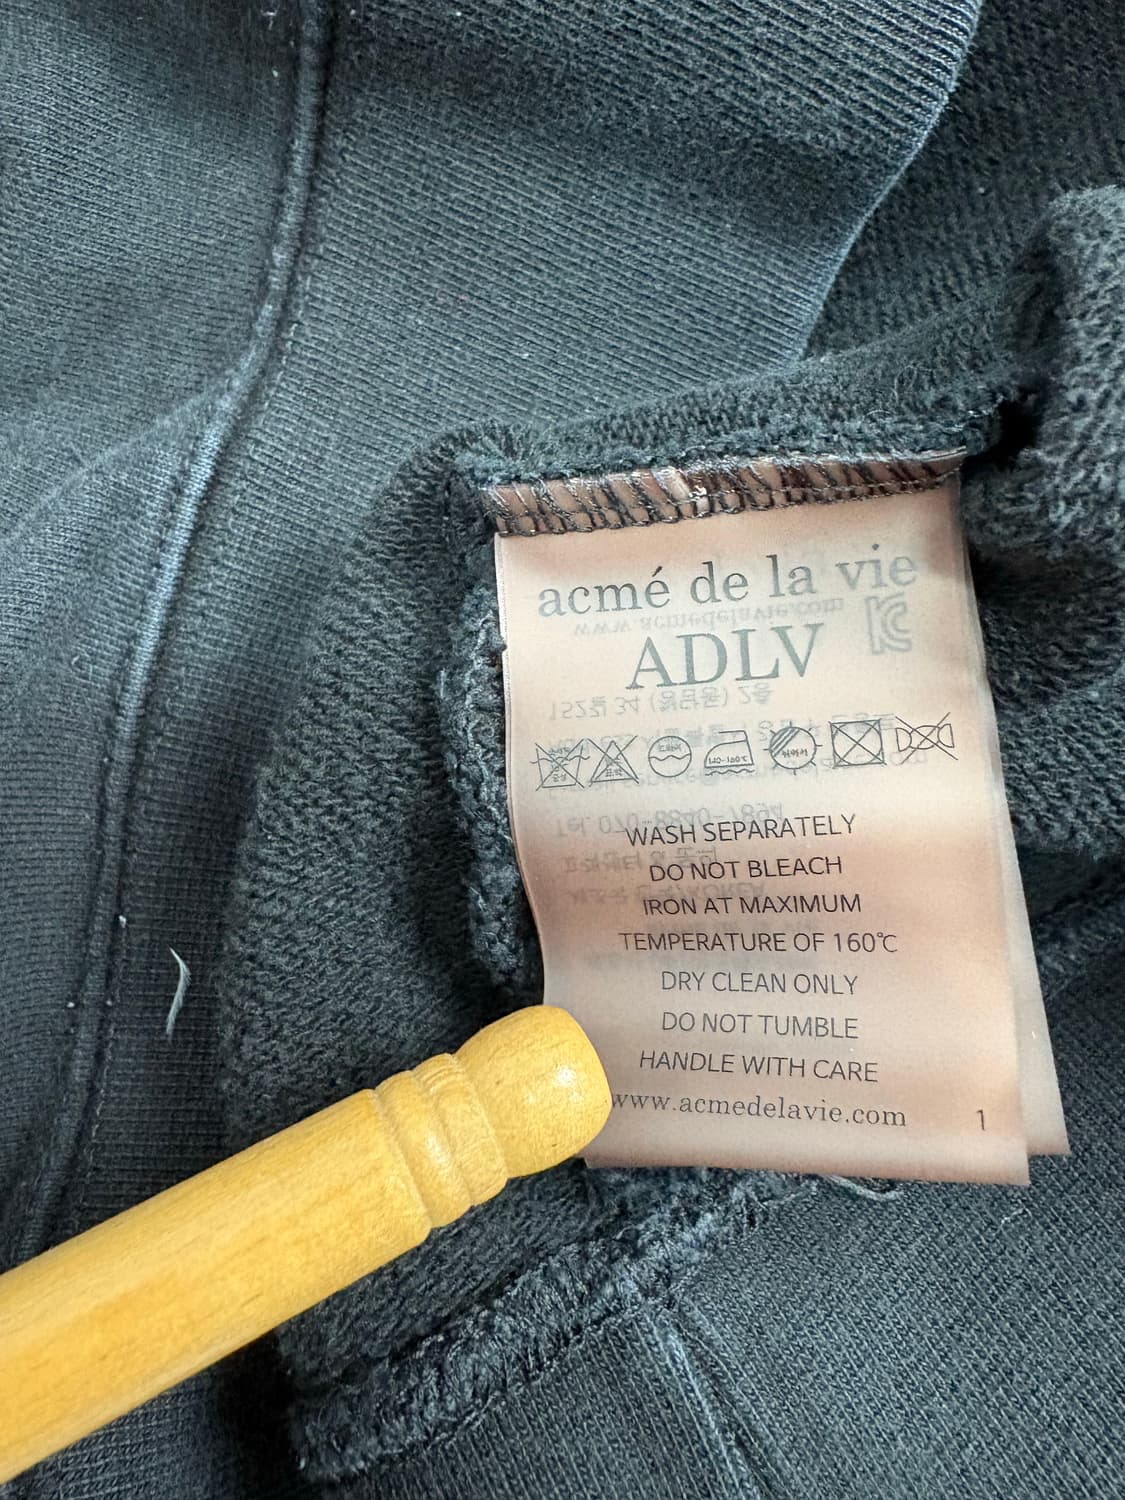 acmé de la vie
ADLV
WASH SEPARATELY
DO NOT BLEACH
IRON AT MAXIMUM
TEMPERATURE OF 160℃
DRY CLEAN ONLY
DO NOT TUMBLE
HANDLE WITH CARE
www.acmedelavie.com
1